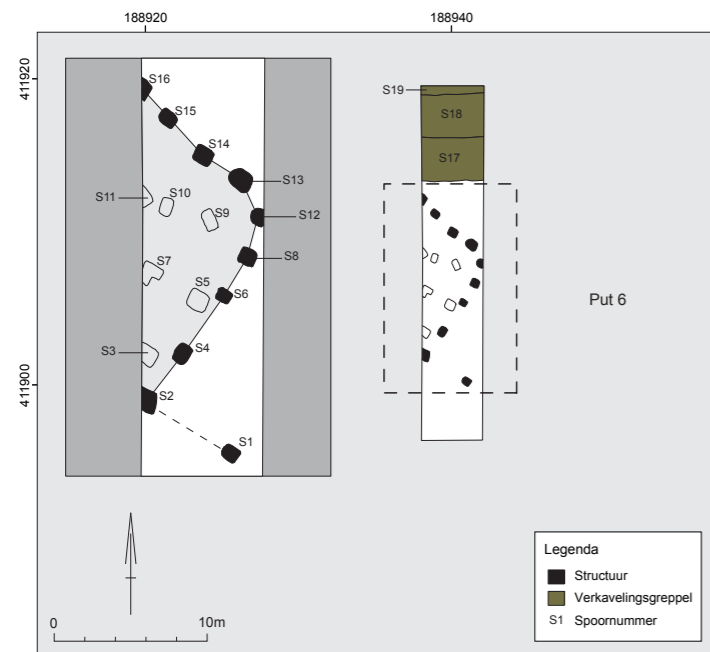 188920
188940
411920
411900
S16
S15
S14
S13
S12
S11
S10
S9
S8
S7
S6
S5
S4
S3
S2
S1
S19
S18
S17
Put 6
0
10m
Legenda
Structuur
Verkavelingsgreppel
S1 Spoornummer